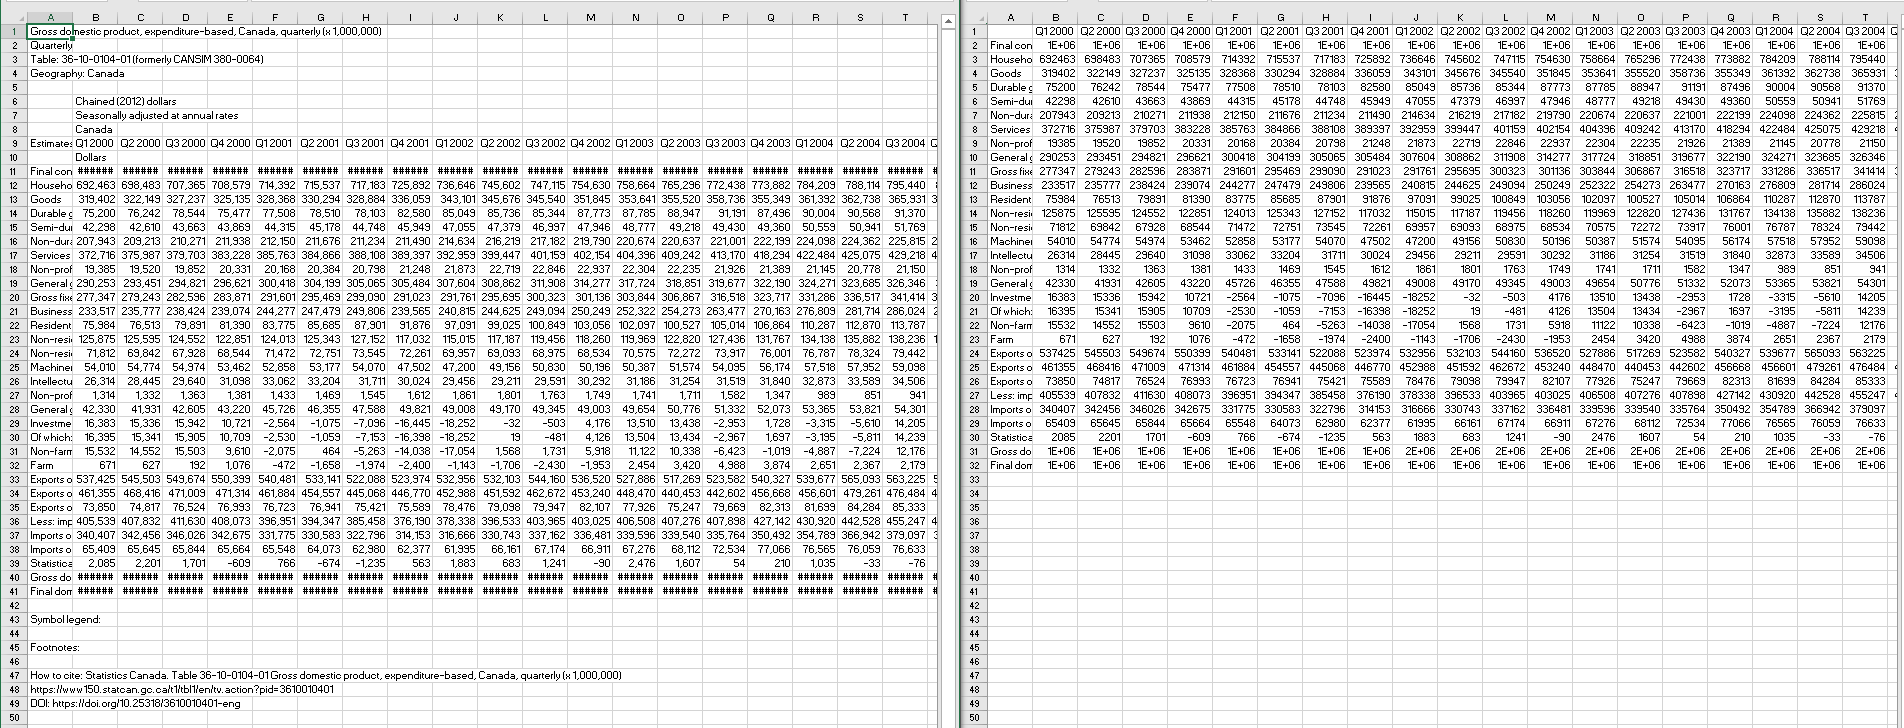 A B C D E F G H I J K L M N O P Q R S T
1 Gross domestic product, expenditure-based, Canada, quarterly (x 1,000,000)
2 Quarterly
3 Table: 36-10-0104-01 (formerly CANSIM 380-0064)
4 Geography: Canada
5
6 Chained (2012) dollars
7 Seasonally adjusted at annual rates
8 Canada
9 Estimates Q1 2000 Q2 2000 Q3 2000 Q4 2000 Q1 2001 Q2 2001 Q3 2001 Q4 2001 Q1 2002 Q2 2002 Q3 2002 Q4 2002 Q1 2003 Q2 2003 Q3 2003 Q4 2003 Q1 2004 Q2 2004 Q3 2004
10 Dollars
11 Final con ###### ###### ###### ###### ###### ###### ###### ###### ###### ###### ###### ###### ###### ###### ###### ###### ###### ###### ######
12 Househo 692,463 698,483 707,365 708,579 714,392 715,537 717,183 725,892 736,646 745,602 747,115 754,630 758,664 765,296 772,438 773,882 784,209 788,114 795,440
13 Goods 319,402 322,149 327,237 325,135 328,368 330,294 328,884 336,059 343,101 345,676 345,540 351,845 353,641 355,520 358,736 355,349 361,392 362,738 365,931
14 Durable g 75,200 76,242 78,544 75,477 77,508 78,510 78,103 82,580 85,049 85,736 85,344 87,773 87,785 88,947 91,191 87,496 90,004 90,568 91,370
15 Semi-dur 42,298 42,610 43,663 43,869 44,315 45,178 44,748 45,949 47,055 47,379 46,997 47,946 48,777 49,218 49,430 49,360 50,559 50,941 51,769
16 Non-dura 207,943 209,213 210,271 211,938 212,150 211,676 211,234 211,490 214,634 216,219 217,182 219,790 220,674 220,637 221,001 222,199 224,098 224,362 225,815
17 Services 372,716 375,987 379,703 383,228 385,763 384,866 388,108 389,397 392,959 399,447 401,159 402,154 404,396 409,242 413,170 418,294 422,484 425,075 429,218
18 Non-prof 19,385 19,520 19,852 20,331 20,168 20,384 20,798 21,248 21,873 22,719 22,846 22,937 22,304 22,235 21,926 21,389 21,145 20,778 21,150
19 General g 290,253 293,451 294,821 296,621 300,418 304,199 305,065 305,484 307,604 308,862 311,908 314,277 317,724 318,851 319,677 322,190 324,271 323,685 326,346
20 Gross fixe 277,347 279,243 282,596 283,871 291,601 295,469 299,090 291,023 291,761 295,695 300,323 301,136 303,844 306,867 316,518 323,717 331,286 336,517 341,414
21 Business 233,517 235,777 238,424 239,074 244,277 247,479 249,806 239,565 240,815 244,625 249,094 250,249 252,322 254,273 263,477 270,163 276,809 281,714 286,024
22 Resident 75,984 76,513 79,891 81,390 83,775 85,685 87,901 91,876 97,091 99,025 100,849 103,056 102,097 100,527 105,014 106,864 110,287 112,870 113,787
23 Non-resi 125,875 125,595 124,552 122,851 124,013 125,343 127,152 117,032 115,015 117,187 119,456 118,260 119,969 122,820 127,436 131,767 134,138 135,882 138,236
24 Non-resi 71,812 69,842 67,928 68,544 71,472 72,751 73,545 72,261 69,957 69,093 68,975 68,534 70,575 72,272 73,917 76,001 76,787 78,324 79,442
25 Machiner 54,010 54,774 54,974 53,462 52,858 53,177 54,070 47,502 47,200 49,156 50,830 50,196 50,387 51,574 54,095 56,174 57,518 57,952 59,098
26 Intellectu 26,314 28,445 29,640 31,098 33,062 33,204 31,711 30,024 29,456 29,211 29,591 30,292 31,186 31,254 31,519 31,840 32,873 33,589 34,506
27 Non-prof 1,314 1,332 1,363 1,381 1,433 1,469 1,545 1,612 1,861 1,801 1,763 1,749 1,741 1,711 1,582 1,347 989 851 941
28 General g 42,330 41,931 42,605 43,220 45,726 46,355 47,588 49,821 49,008 49,170 49,345 49,003 49,654 50,776 51,332 52,073 53,365 53,821 54,301
29 Investme 16,383 15,336 15,942 10,721 -2,564 -1,075 -7,096 -16,445 -18,252 -32 -503 4,176 13,510 13,438 -2,953 1,728 -3,315 -5,610 14,205
30 Of which: 16,395 15,341 15,905 10,709 -2,530 -1,059 -7,153 -16,398 -18,252 19 -481 4,126 13,504 13,434 -2,967 1,697 -3,195 -5,811 14,239
31 Non-farm 15,532 14,552 15,503 9,610 -2,075 464 -5,263 -14,038 -17,054 1,568 1,731 5,918 11,122 10,338 -6,423 -1,019 -4,887 -7,224 12,176
32 Farm 671 627 192 1,076 -472 -1,658 -1,974 -2,400 -1,143 -1,706 -2,430 -1,953 2,454 3,420 4,988 3,874 2,651 2,367 2,179
33 Exports o 537,425 545,503 549,674 550,399 540,481 533,141 522,088 523,974 532,956 532,103 544,160 536,520 527,886 517,269 523,582 540,327 539,677 565,093 563,225
34 Exports o 461,355 468,416 471,009 471,314 461,884 454,557 445,068 446,770 452,988 451,592 462,672 453,240 448,470 440,453 442,602 456,668 456,601 479,261 476,484
35 Exports o 73,850 74,817 76,524 76,993 76,723 76,941 75,421 75,589 78,476 79,098 79,947 82,107 77,926 75,247 79,669 82,313 81,699 84,284 85,333
36 Less: imp 405,539 407,832 411,630 408,073 396,951 394,347 385,458 376,190 378,338 396,533 403,965 403,025 406,508 407,276 407,898 427,142 430,920 442,528 455,247
37 Imports o 340,407 342,456 346,026 342,675 331,775 330,583 322,796 314,153 316,666 330,743 337,162 336,481 339,596 339,540 335,764 350,492 354,789 366,942 379,097
38 Imports o 65,409 65,645 65,844 65,664 65,548 64,073 62,980 62,377 61,995 66,161 67,174 66,911 67,276 68,112 72,534 77,066 76,565 76,059 76,633
39 Statistica 2,085 2,201 1,701 -609 766 -674 -1,235 563 1,883 683 1,241 -90 2,476 1,607 54 210 1,035 -33 -76
40 Gross do ###### ###### ###### ###### ###### ###### ###### ###### ###### ###### ###### ###### ###### ###### ###### ###### ###### ###### ######
41 Final dom ###### ###### ###### ###### ###### ###### ###### ###### ###### ###### ###### ###### ###### ###### ###### ###### ###### ###### ######
42
43 Symbol legend:
44
45 Footnotes:
46
47 How to cite: Statistics Canada. Table 36-10-0104-01 Gross domestic product, expenditure-based, Canada, quarterly (x 1,000,000)
48 https://www150.statcan.gc.ca/t1/tbl1/en/tv.action?pid=3610010401
49 DOI: https://doi.org/10.25318/3610010401-eng
50
A B C D E F G H I J K L M N O P Q R S T
1 Q1 2000 Q2 2000 Q3 2000 Q4 2000 Q1 2001 Q2 2001 Q3 2001 Q4 2001 Q1 2002 Q2 2002 Q3 2002 Q4 2002 Q1 2003 Q2 2003 Q3 2003 Q4 2003 Q1 2004 Q2 2004 Q3 2004
2 Final con 1E+06 1E+06 1E+06 1E+06 1E+06 1E+06 1E+06 1E+06 1E+06 1E+06 1E+06 1E+06 1E+06 1E+06 1E+06 1E+06 1E+06 1E+06 1E+06
3 Househo 692463 698483 707365 708579 714392 715537 717183 725892 736646 745602 747115 754630 758664 765296 772438 773882 784209 788114 795440
4 Goods 319402 322149 327237 325135 328368 330294 328884 336059 343101 345676 345540 351845 353641 355520 358736 355349 361392 362738 365931
5 Durable g 75200 76242 78544 75477 77508 78510 78103 82580 85049 85736 85344 87773 87785 88947 91191 87496 90004 90568 91370
6 Semi-dur 42298 42610 43663 43869 44315 45178 44748 45949 47055 47379 46997 47946 48777 49218 49430 49360 50559 50941 51769
7 Non-dura 207943 209213 210271 211938 212150 211676 211234 211490 214634 216219 217182 219790 220674 220637 221001 222199 224098 224362 225815
8 Services 372716 375987 379703 383228 385763 384866 388108 389397 392959 399447 401159 402154 404396 409242 413170 418294 422484 425075 429218
9 Non-prof 19385 19520 19852 20331 20168 20384 20798 21248 21873 22719 22846 22937 22304 22235 21926 21389 21145 20778 21150
10 General g 290253 293451 294821 296621 300418 304199 305065 305484 307604 308862 311908 314277 317724 318851 319677 322190 324271 323685 326346
11 Gross fixe 277347 279243 282596 283871 291601 295469 299090 291023 291761 295695 300323 301136 303844 306867 316518 323717 331286 336517 341414
12 Business 233517 235777 238424 239074 244277 247479 249806 239565 240815 244625 249094 250249 252322 254273 263477 270163 276809 281714 286024
13 Resident 75984 76513 79891 81390 83775 85685 87901 91876 97091 99025 100849 103056 102097 100527 105014 106864 110287 112870 113787
14 Non-resi 125875 125595 124552 122851 124013 125343 127152 117032 115015 117187 119456 118260 119969 122820 127436 131767 134138 135882 138236
15 Non-resi 71812 69842 67928 68544 71472 72751 73545 72261 69957 69093 68975 68534 70575 72272 73917 76001 76787 78324 79442
16 Machiner 54010 54774 54974 53462 52858 53177 54070 47502 47200 49156 50830 50196 50387 51574 54095 56174 57518 57952 59098
17 Intellectu 26314 28445 29640 31098 33062 33204 31711 30024 29456 29211 29591 30292 31186 31254 31519 31840 32873 33589 34506
18 Non-prof 1314 1332 1363 1381 1433 1469 1545 1612 1861 1801 1763 1749 1741 1711 1582 1347 989 851 941
19 General g 42330 41931 42605 43220 45726 46355 47588 49821 49008 49170 49345 49003 49654 50776 51332 52073 53365 53821 54301
20 Investme 16383 15336 15942 10721 -2564 -1075 -7096 -16445 -18252 -32 -503 4176 13510 13438 -2953 1728 -3315 -5610 14205
21 Of which: 16395 15341 15905 10709 -2530 -1059 -7153 -16398 -18252 19 -481 4126 13504 13434 -2967 1697 -3195 -5811 14239
22 Non-farm 15532 14552 15503 9610 -2075 464 -5263 -14038 -17054 1568 1731 5918 11122 10338 -6423 -1019 -4887 -7224 12176
23 Farm 671 627 192 1076 -472 -1658 -1974 -2400 -1143 -1706 -2430 -1953 2454 3420 4988 3874 2651 2367 2179
24 Exports o 537425 545503 549674 550399 540481 533141 522088 523974 532956 532103 544160 536520 527886 517269 523582 540327 539677 565093 563225
25 Exports o 461355 468416 471009 471314 461884 454557 445068 446770 452988 451592 462672 453240 448470 440453 442602 456668 456601 479261 476484
26 Exports o 73850 74817 76524 76993 76723 76941 75421 75589 78476 79098 79947 82107 77926 75247 79669 82313 81699 84284 85333
27 Less: imp 405539 407832 411630 408073 396951 394347 385458 376190 378338 396533 403965 403025 406508 407276 407898 427142 430920 442528 455247
28 Imports o 340407 342456 346026 342675 331775 330583 322796 314153 316666 330743 337162 336481 339596 339540 335764 350492 354789 366942 379097
29 Imports o 65409 65645 65844 65664 65548 64073 62980 62377 61995 66161 67174 66911 67276 68112 72534 77066 76565 76059 76633
30 Statistica 2085 2201 1701 -609 766 -674 -1235 563 1883 683 1241 -90 2476 1607 54 210 1035 -33 -76
31 Gross do 1E+06 1E+06 1E+06 1E+06 1E+06 1E+06 1E+06 1E+06 2E+06 2E+06 2E+06 2E+06 2E+06 2E+06 2E+06 2E+06 2E+06 2E+06 2E+06
32 Final dom 1E+06 1E+06 1E+06 1E+06 1E+06 1E+06 1E+06 1E+06 1E+06 1E+06 1E+06 1E+06 1E+06 1E+06 1E+06 1E+06 1E+06 1E+06 1E+06
33
34
35
36
37
38
39
40
41
42
43
44
45
46
47
48
49
50